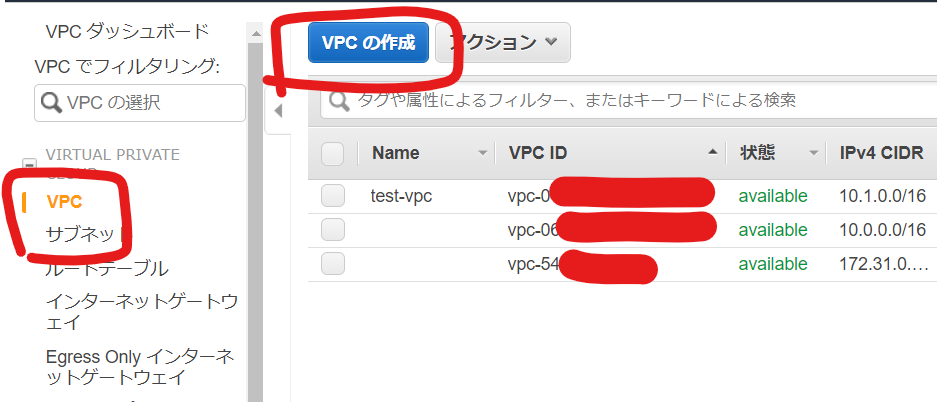 VPC ダッシュボード
VPC でフィルタリング:
VPC の選択
VIRTUAL PRIVATE
VPC
サブネット
ルートテーブル
インターネットゲートウ
ェイ
Egress Only インターネ
ットゲートウェイ
VPC の作成
アクション
タグや属性によるフィルター、またはキーワードによる検索
Name VPC ID 状態 IPv4 CIDR
test-vpc vpc-0 available 10.1.0.0/16
vpc-06 available 10.0.0.0/16
vpc-54 available 172.31.0....